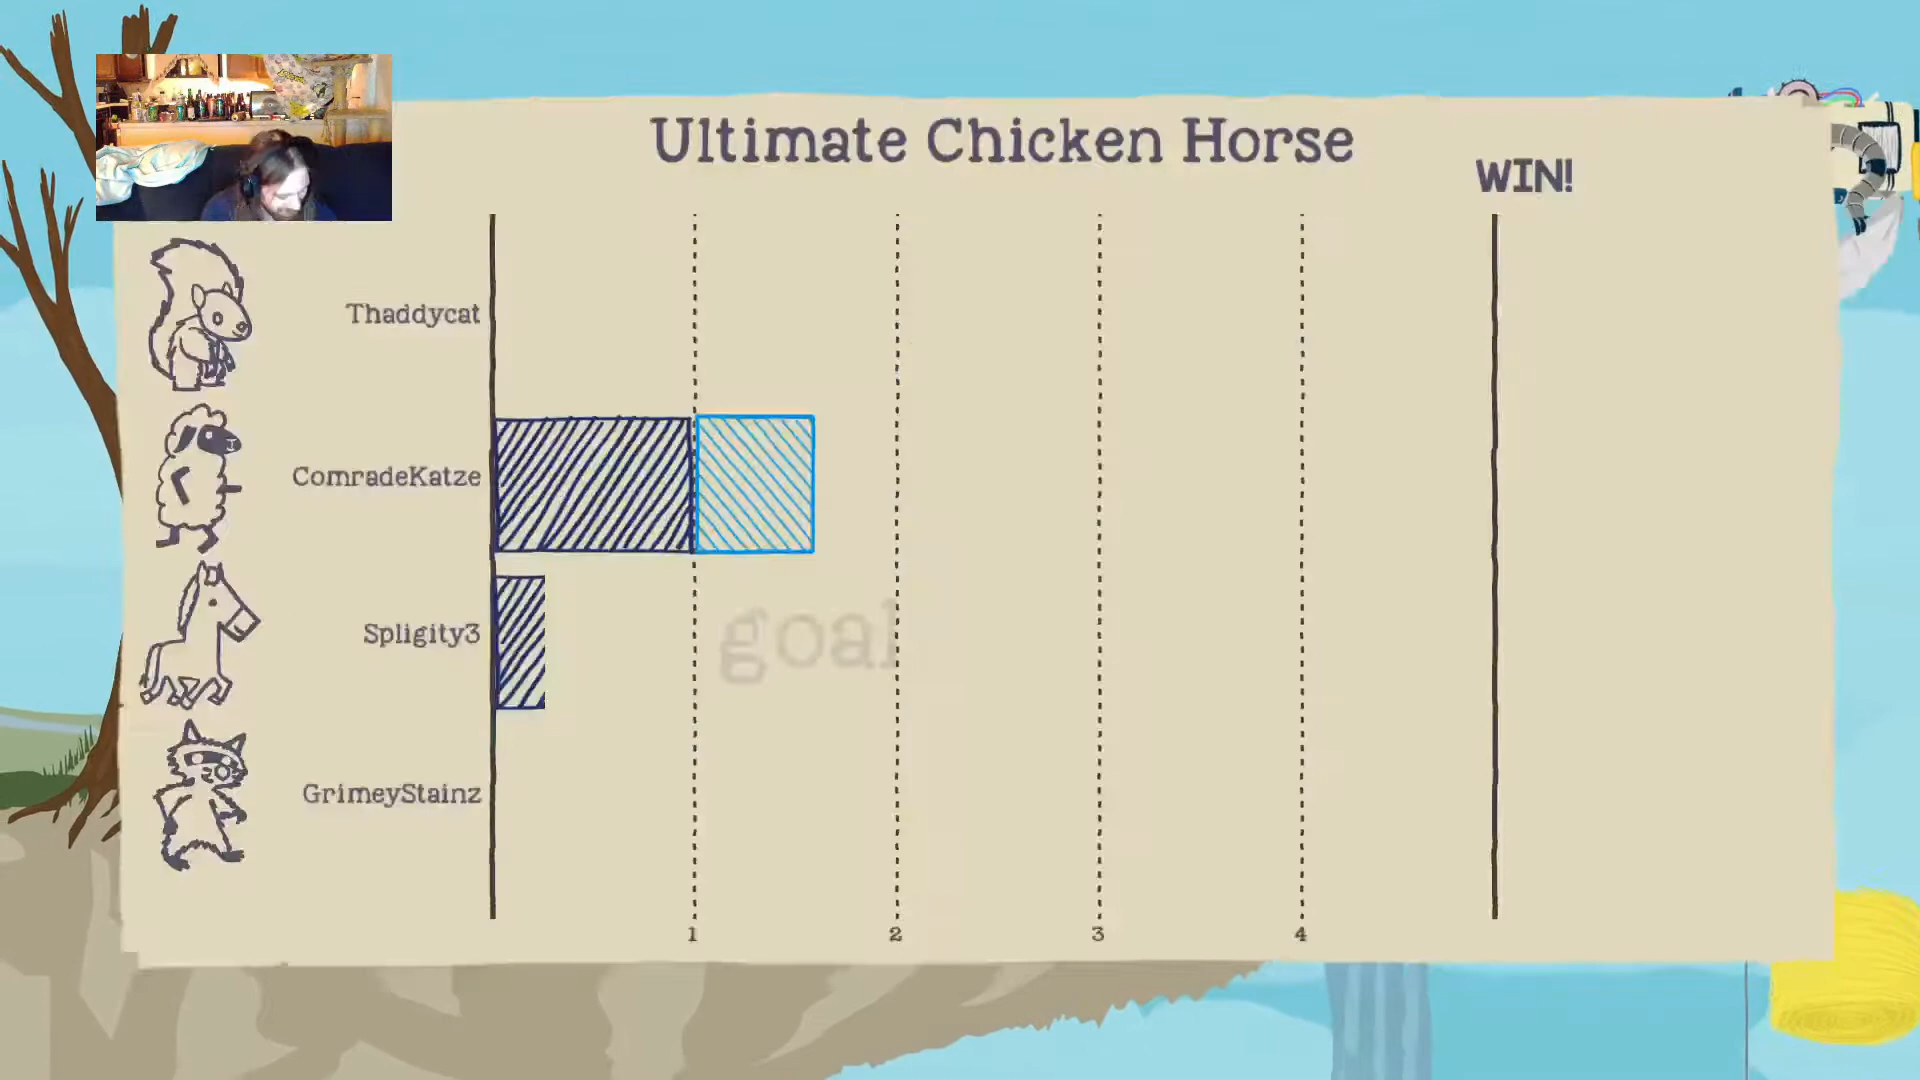 Ultimate Chicken Horse
WIN!
Thaddycat
ComradeKatze
Spligity3
goal
GrimeyStainz
1 2 3 4